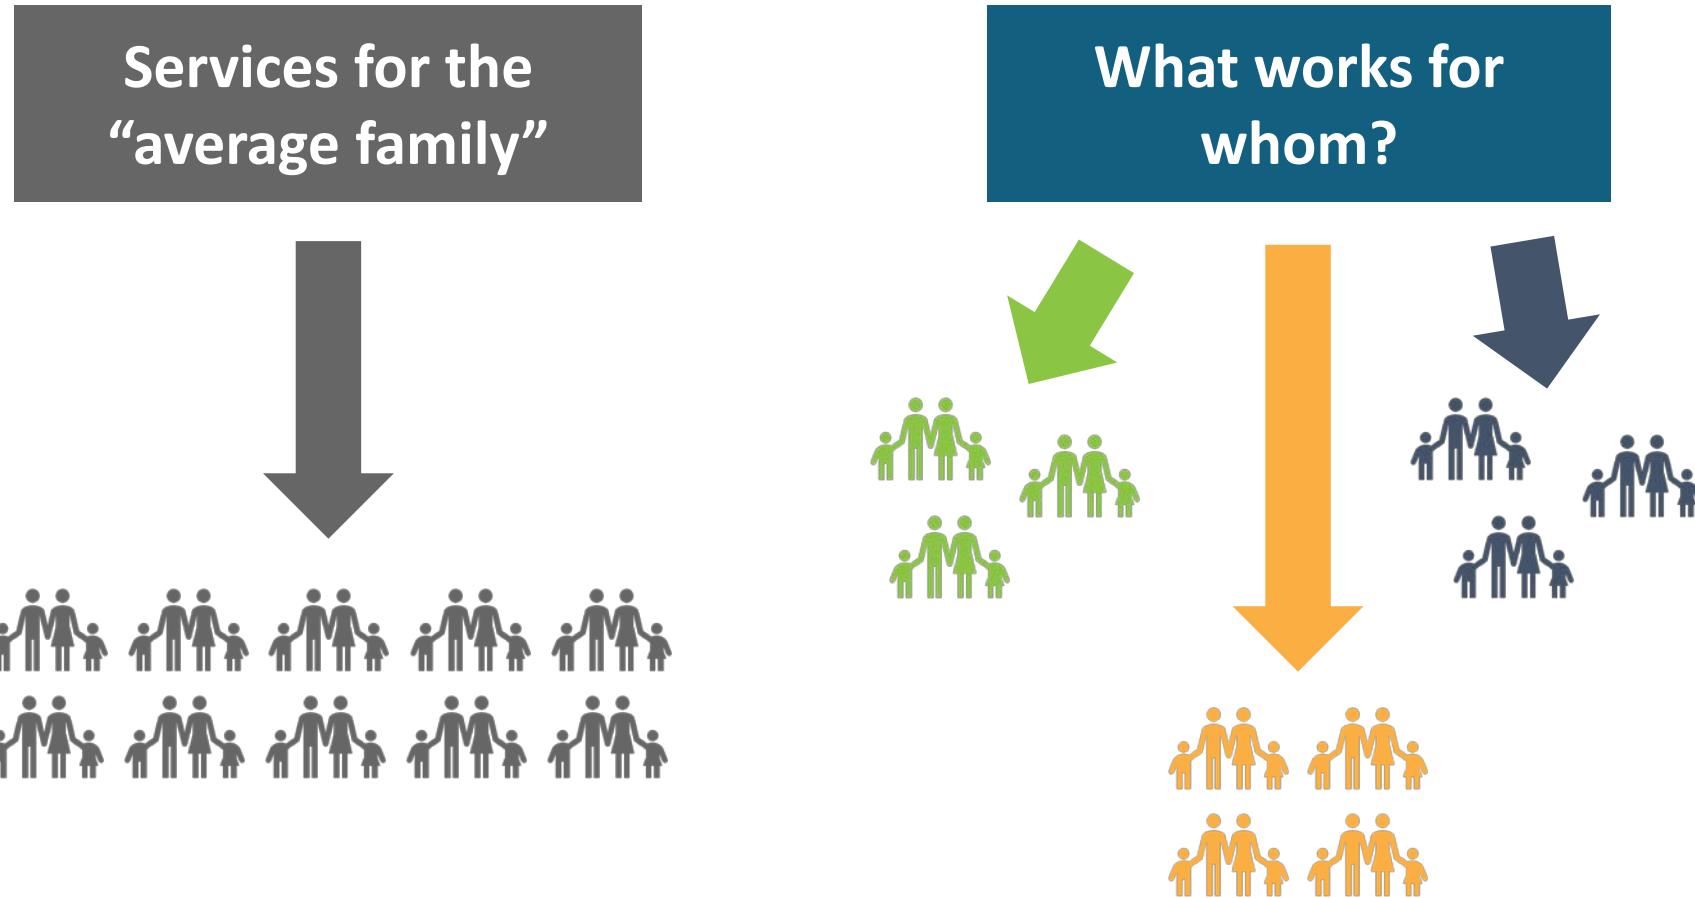 Services for the
“average family”
What works for
whom?